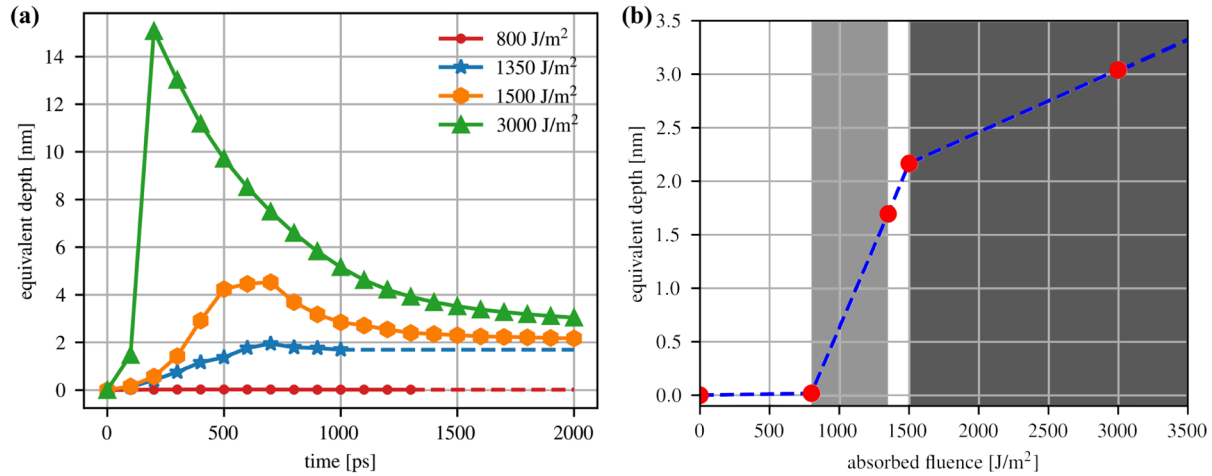 (a)
equivalent depth [nm]
14
12
10
8
6
4
2
0
0
500
1000
1500
2000
time [ps]
800 J/m²
1350 J/m²
1500 J/m²
3000 J/m²
(b)
equivalent depth [nm]
3.5
3.0
2.5
2.0
1.5
1.0
0.5
0.0
0
500
1000
1500
2000
2500
3000
3500
absorbed fluence [J/m²]